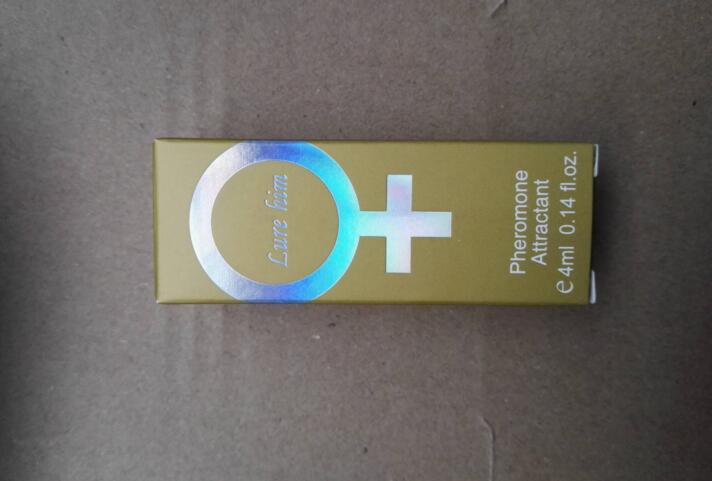 Lure him
Pheromone
Attractant
℮ 4ml 0.14 fl.oz.